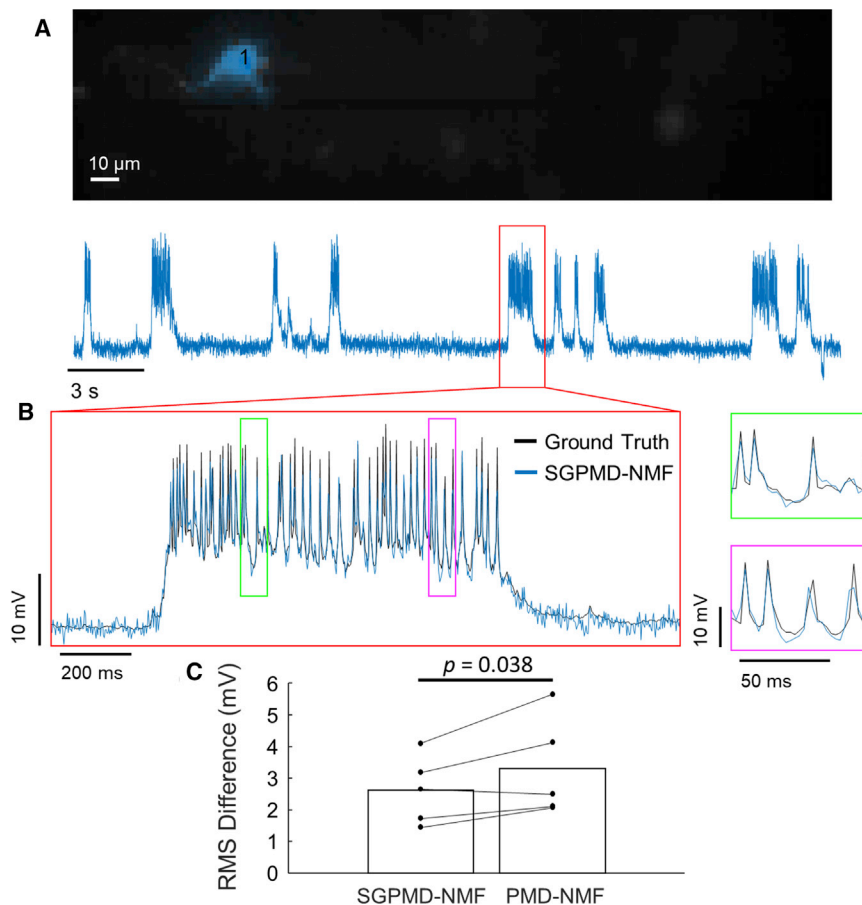 A
1
10 µm
3 s
B
Ground Truth
SGPMD-NMF
10 mV
200 ms
10 mV
50 ms
C
p = 0.038
RMS Difference (mV)
6
5
4
3
2
1
0
SGPMD-NMF
PMD-NMF